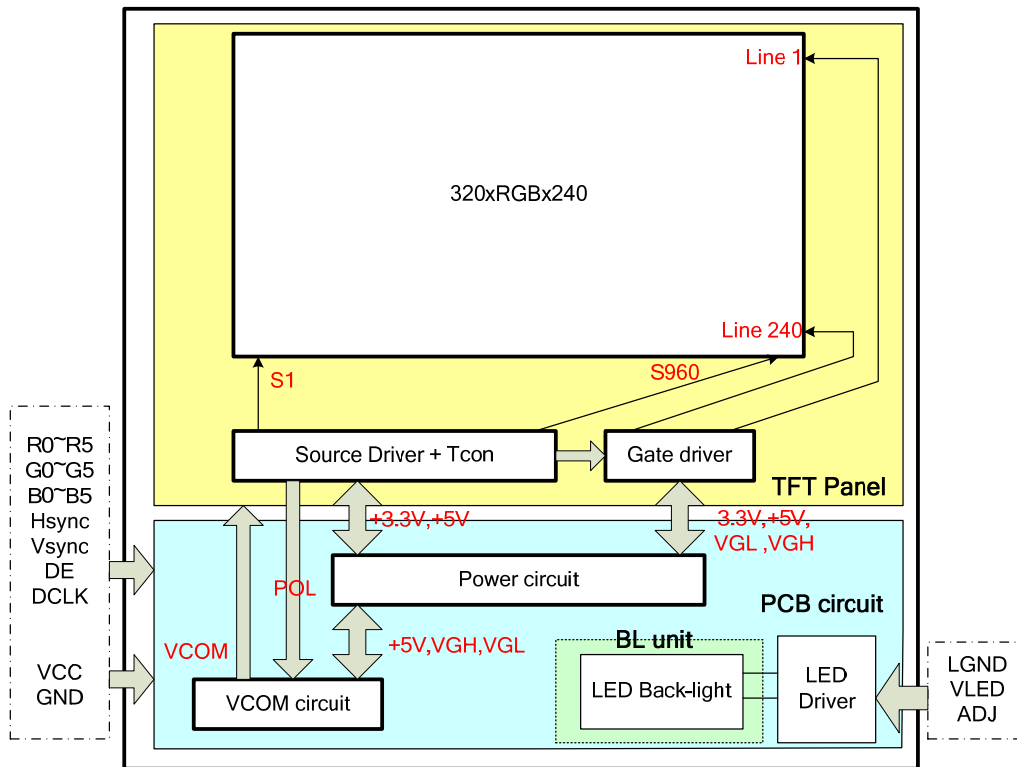 Line 1
320xRGBx240
Line 240
S1
S960
Source Driver + Tcon
Gate driver
TFT Panel
R0~R5
G0~G5
B0~B5
Hsync
Vsync
DE
DCLK
VCC
GND
+3.3V,+5V
3.3V,+5V,
VGL ,VGH
POL
Power circuit
PCB circuit
VCOM
+5V,VGH,VGL
BL unit
VCOM circuit
LED Back-light
LED
Driver
LGND
VLED
ADJ